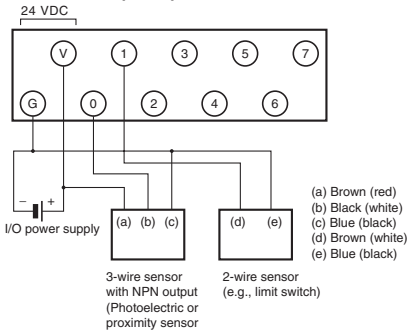 24 VDC
V 1 3 5 7
G 0 2 4 6
– +
I/O power supply
(a) (b) (c) (d) (e)
(a) Brown (red)
(b) Black (white)
(c) Blue (black)
(d) Brown (white)
(e) Blue (black)
3-wire sensor
with NPN output
(Photoelectric or
proximity sensor
2-wire sensor
(e.g., limit switch)